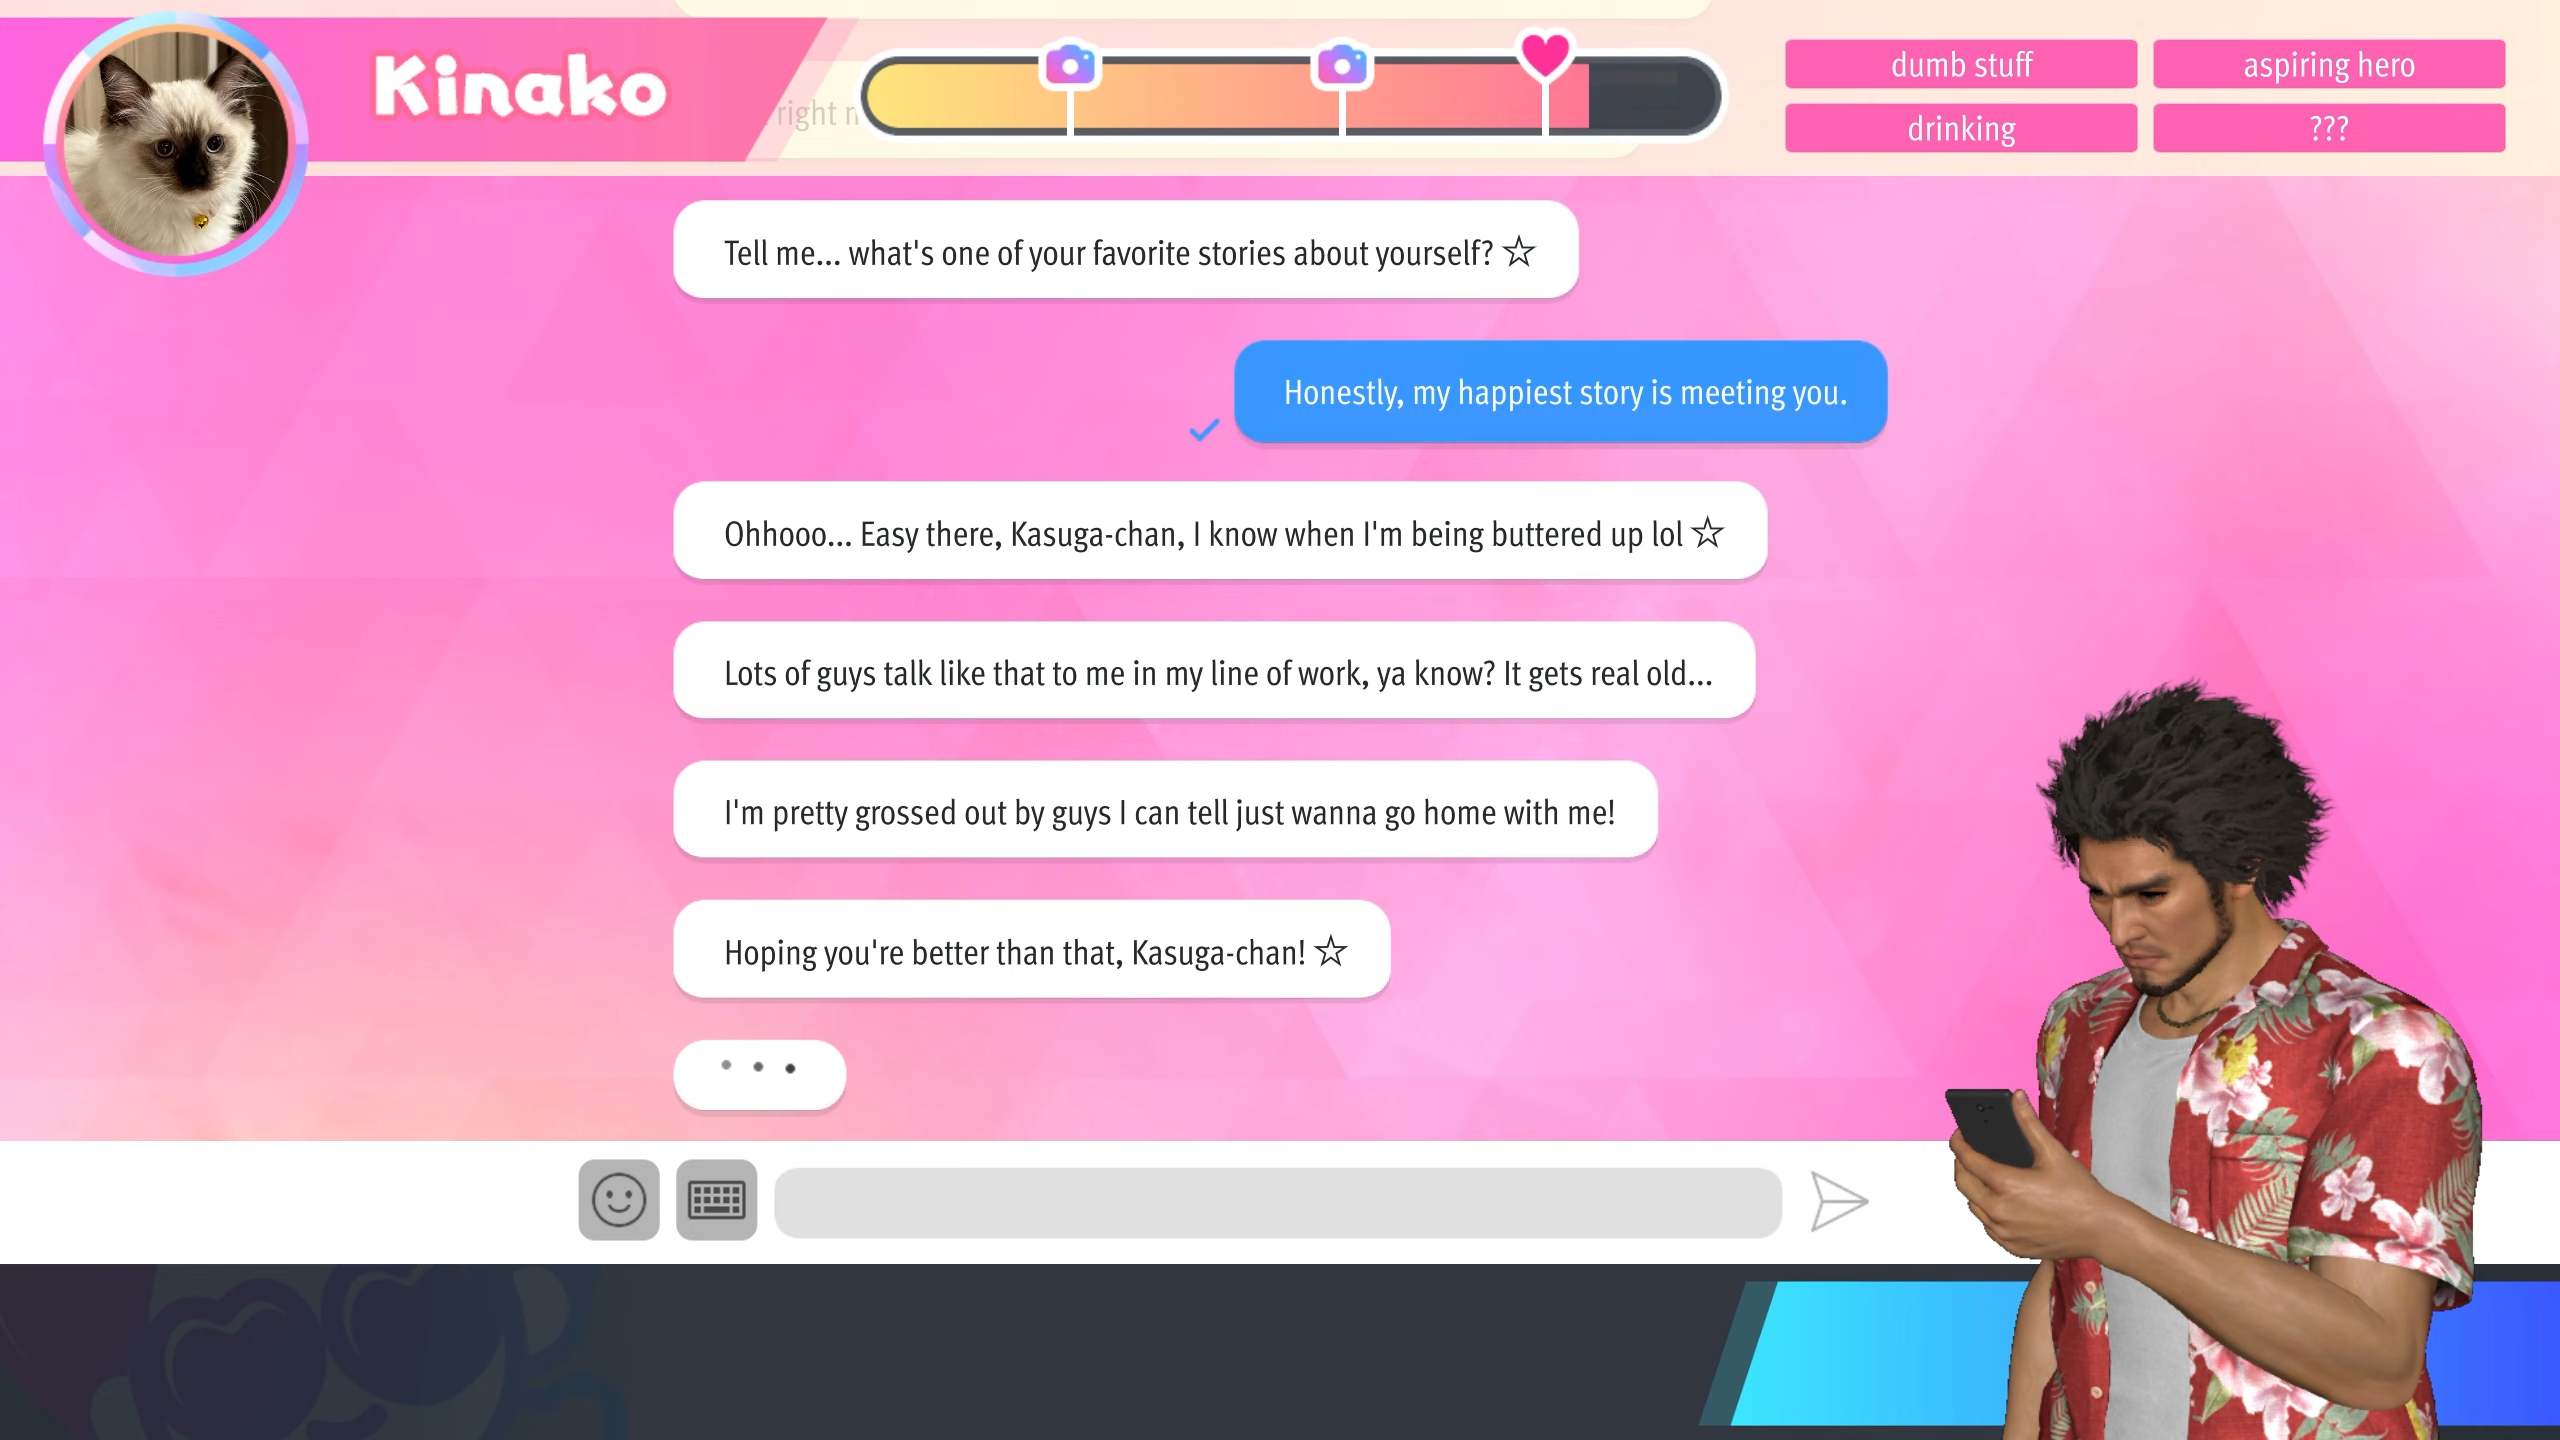 Kinako
right
dumb stuff
aspiring hero
drinking
???
Tell me... what's one of your favorite stories about yourself? ☆
Honestly, my happiest story is meeting you.
Ohhooo... Easy there, Kasuga-chan, I know when I'm being buttered up lol ☆
Lots of guys talk like that to me in my line of work, ya know? It gets real old...
I'm pretty grossed out by guys I can tell just wanna go home with me!
Hoping you're better than that, Kasuga-chan! ☆